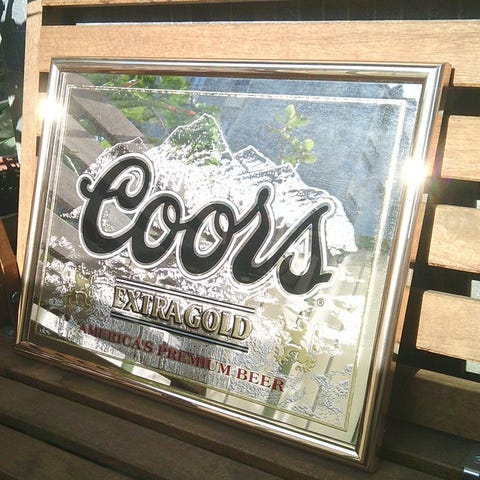 Coors
EXTRA GOLD
AMERICA'S PREMIUM BEER